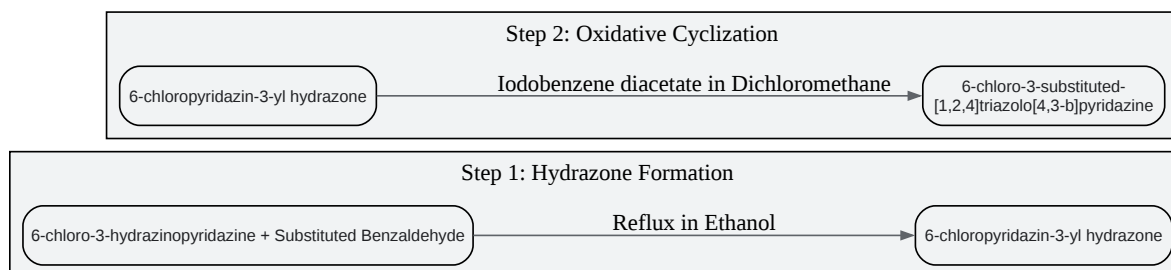 Step 2: Oxidative Cyclization
6-chloropyridazin-3-yl hydrazone
Iodobenzene diacetate in Dichloromethane
6-chloro-3-substituted-
[1,2,4]triazolo[4,3-b]pyridazine
Step 1: Hydrazone Formation
6-chloro-3-hydrazinopyridazine + Substituted Benzaldehyde
Reflux in Ethanol
6-chloropyridazin-3-yl hydrazone